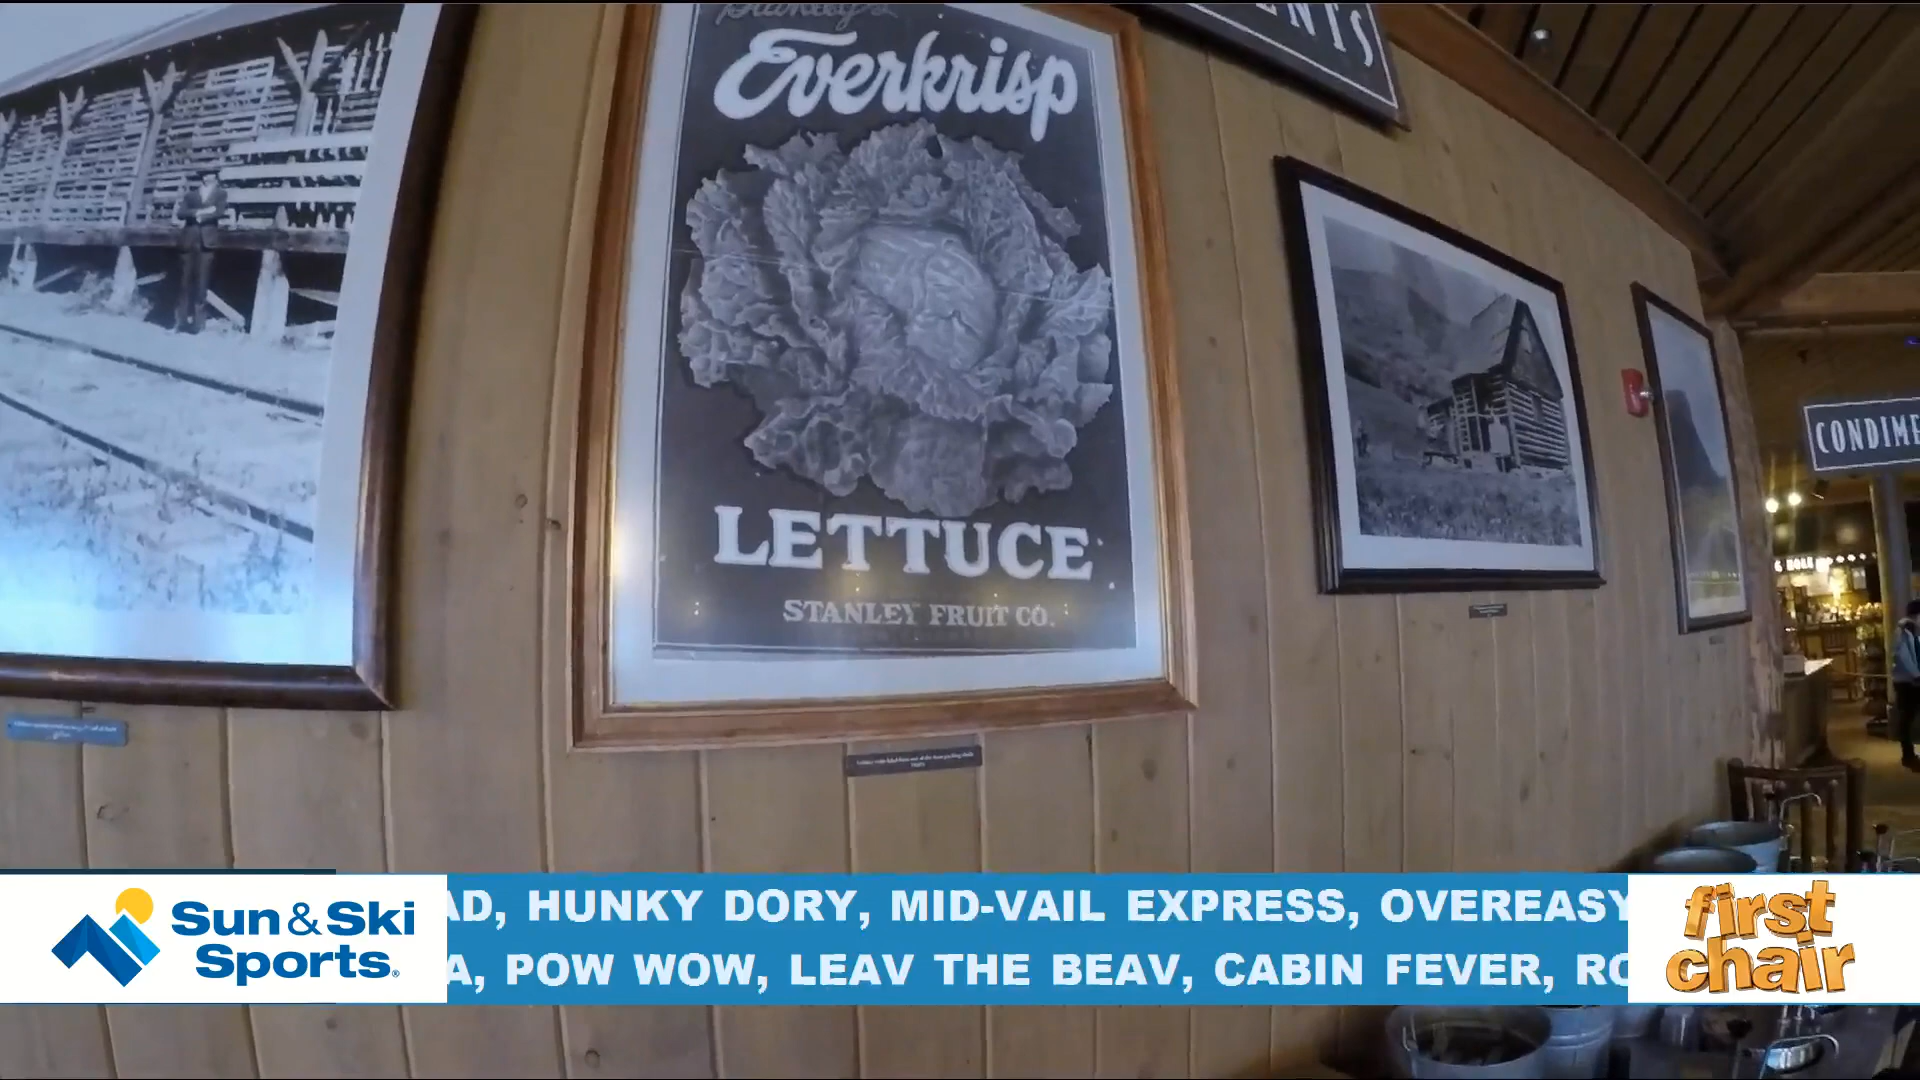 Stanley's
Everkrisp
LETTUCE
STANLEY FRUIT CO.
CONDIME
Sun & Ski
Sports
AD, HUNKY DORY, MID-VAIL EXPRESS, OVEREASY
A, POW WOW, LEAV THE BEAV, CABIN FEVER, RO
first
chair